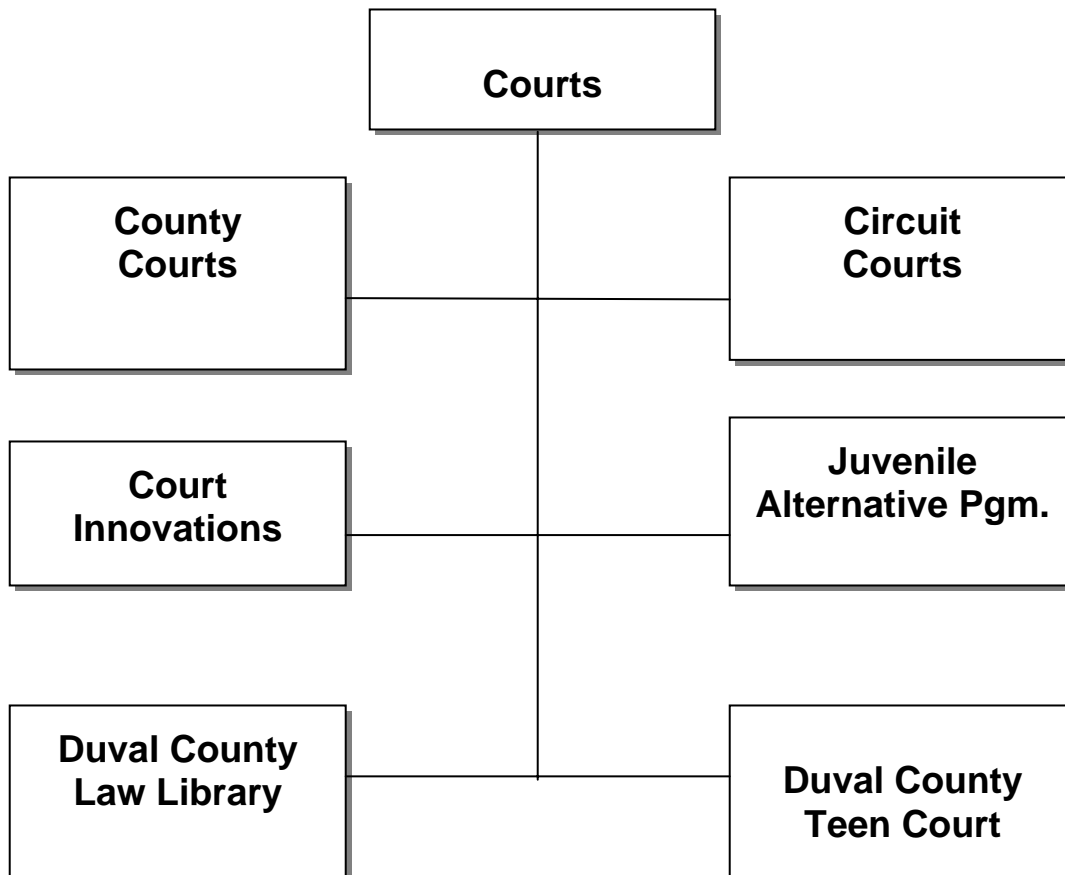 Courts
County
Courts
Circuit
Courts
Court
Innovations
Juvenile
Alternative Pgm.
Duval County
Law Library
Duval County
Teen Court